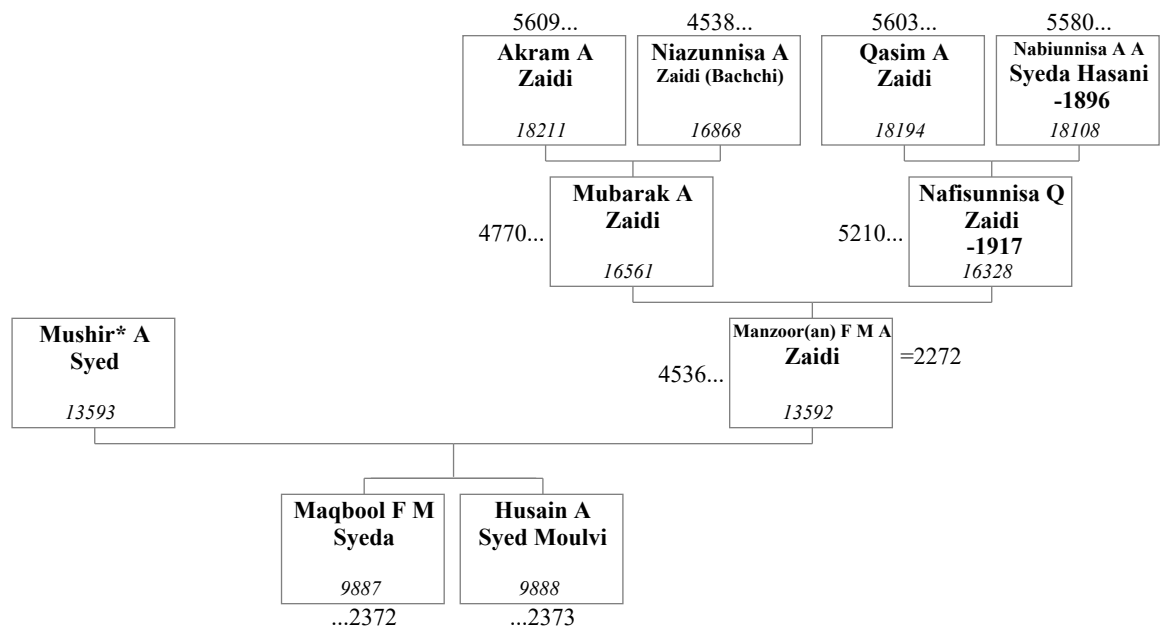 5609...
4538...
5603...
5580...
Akram A
Zaidi
18211
Niazunnisa A
Zaidi (Bachchi)
16868
Qasim A
Zaidi
18194
Nabiunnisa A A
Syeda Hasani
-1896
18108
4770...
Mubarak A
Zaidi
16561
5210...
Nafisunnisa Q
Zaidi
-1917
16328
Mushir* A
Syed
13593
4536...
Manzoor(an) F M A
Zaidi
13592
=2272
Maqbool F M
Syeda
9887
...2372
Husain A
Syed Moulvi
9888
...2373